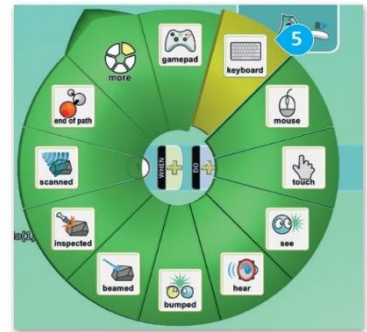 5
R
gamepad
keyboard
mouse
touch
see
hear
bumped
beamed
inspected
scanned
end of path
more
WHEN
DO